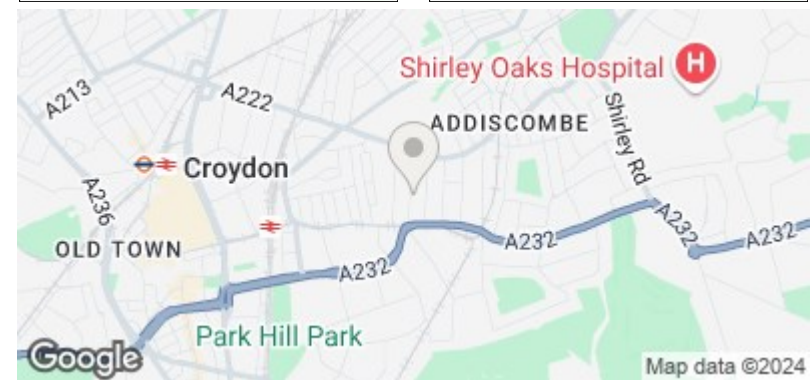 Shirley Oaks Hospital
H
A213
A222
ADDISCOMBE
Shirley Rd
Croydon
A236
A232
A232
OLD TOWN
A232
A232
Park Hill Park
Google
Map data ©2024